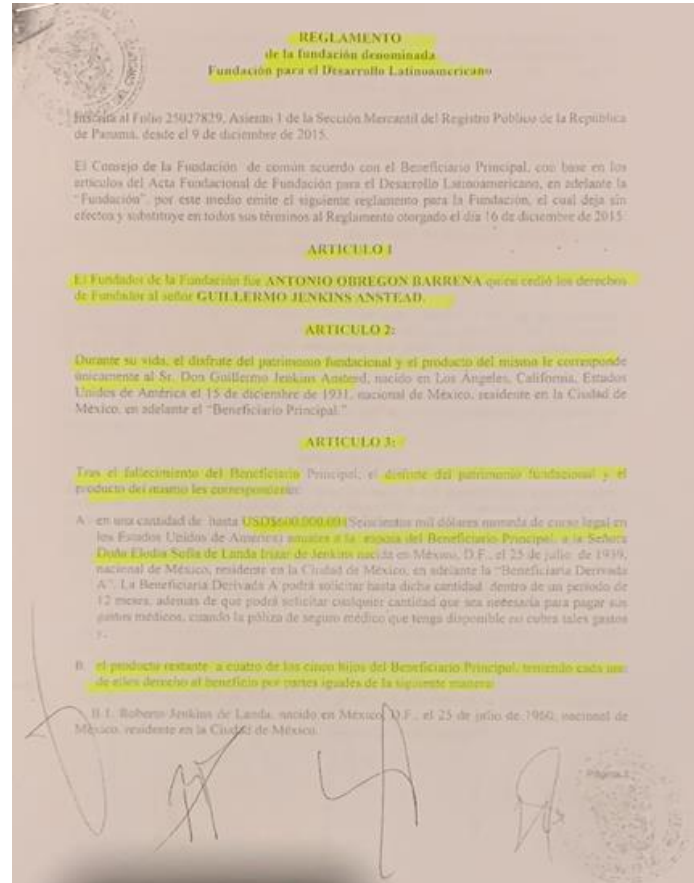 REGLAMENTO
de la fundación denominada
Fundación para el Desarrollo Latinoamericano
Inscrita al Folio 25027829, Asiento 1 de la Sección Mercantil del Registro Público de la República
de Panamá, desde el 9 de diciembre de 2015.
El Consejo de la Fundación de común acuerdo con el Beneficiario Principal, con base en los
artículos del Acta Fundacional de Fundación para el Desarrollo Latinoamericano, en adelante la
"Fundación", por este medio emite el siguiente reglamento para la Fundación, el cual deja sin
efectos y substituye en todos sus términos al Reglamento otorgado el día 16 de diciembre de 2015
ARTICULO 1
El Fundador de la Fundación fue ANTONIO OBREGON BARRENA quien cedió los derechos
de Fundador al señor GUILLERMO JENKINS ANSTEAD.
ARTICULO 2:
Durante su vida, el disfrute del patrimonio fundacional y el producto del mismo le corresponde
únicamente al Sr. Don Guillermo Jenkins Anstead, nacido en Los Ángeles, California, Estados
Unidos de América el 15 de diciembre de 1931, nacional de México, residente en la Ciudad de
México, en adelante el "Beneficiario Principal."
ARTICULO 3:
Tras el fallecimiento del Beneficiario Principal, el disfrute del patrimonio fundacional y el
producto del mismo les corresponderá:
A. en una cantidad de hasta USD$600,000.00 (Seiscientos mil dólares moneda de curso legal en
los Estados Unidos de América) anuales a la esposa del Beneficiario Principal, a la Señora
Doña Elodia Sofía de Landa Irizar de Jenkins nacida en México, D.F., el 25 de julio de 1939,
nacional de México, residente en la Ciudad de México, en adelante la "Beneficiaria Derivada
A". La Beneficiaria Derivada A podrá solicitar hasta dicha cantidad dentro de un periodo de
12 meses, además de que podrá solicitar cualquier cantidad que sea necesaria para pagar sus
gastos médicos, cuando la póliza de seguro médico que tenga disponible no cubra tales gastos
y,
B. el producto restante a cuatro de los cinco hijos del Beneficiario Principal, teniendo cada uno
de ellos derecho al beneficio por partes iguales de la siguiente manera:
B.1. Roberto Jenkins de Landa, nacido en México, D.F., el 25 de julio de 1960, nacional de
México, residente en la Ciudad de México.
Página 1